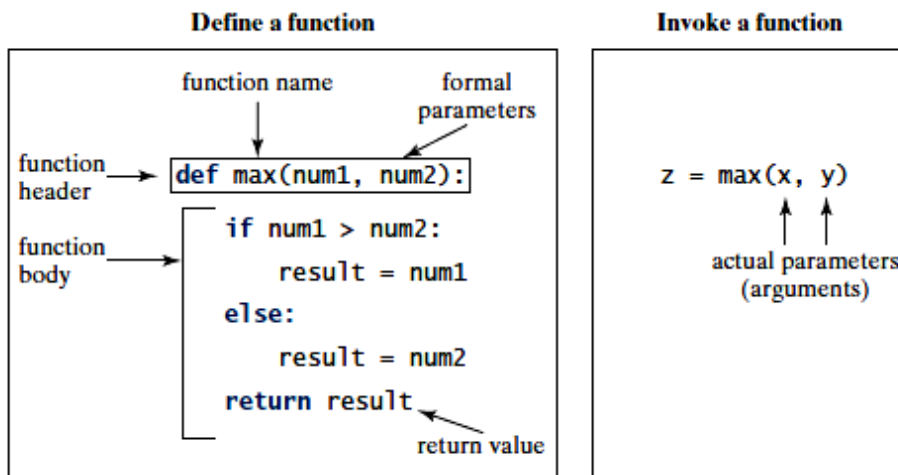 Define a function
Invoke a function
function name
formal
parameters
function
header
def max(num1, num2):
function
body
if num1 > num2:
result = num1
else:
result = num2
return result
return value
z = max(x, y)
actual parameters
(arguments)